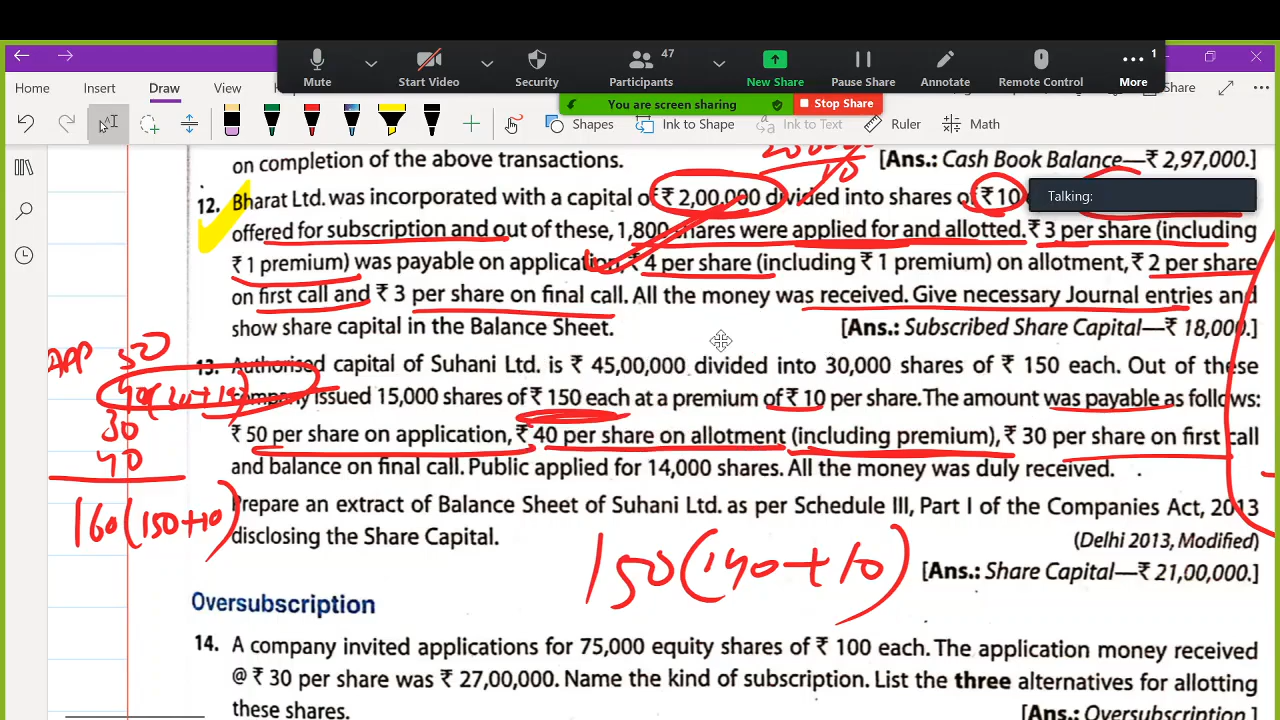 Mute
Start Video
Security
47
Participants
New Share
Pause Share
Annotate
Remote Control
1
More
You are screen sharing
Stop Share
Home
Insert
Draw
View
Share
Shapes
Ink to Shape
Ink to Text
Ruler
Math
Talking:
on completion of the above transactions. [Ans.: Cash Book Balance—₹ 2,97,000.]
10
12. Bharat Ltd. was incorporated with a capital of ₹ 2,00,000 divided into shares of ₹ 10
offered for subscription and out of these, 1,800 shares were applied for and allotted. ₹ 3 per share (including
₹ 1 premium) was payable on application, ₹ 4 per share (including ₹ 1 premium) on allotment, ₹ 2 per share
on first call and ₹ 3 per share on final call. All the money was received. Give necessary Journal entries and
show share capital in the Balance Sheet. [Ans.: Subscribed Share Capital—₹ 18,000.]
13. Authorised capital of Suhani Ltd. is ₹ 45,00,000 divided into 30,000 shares of ₹ 150 each. Out of these
company issued 15,000 shares of ₹ 150 each at a premium of ₹ 10 per share. The amount was payable as follows:
₹ 50 per share on application, ₹ 40 per share on allotment (including premium), ₹ 30 per share on first call
and balance on final call. Public applied for 14,000 shares. All the money was duly received.
Prepare an extract of Balance Sheet of Suhani Ltd. as per Schedule III, Part I of the Companies Act, 2013
disclosing the Share Capital. (Delhi 2013, Modified)
[Ans.: Share Capital—₹ 21,00,000.]
APP 50
30
40
160(150+10)
150(140+10)
Oversubscription
14. A company invited applications for 75,000 equity shares of ₹ 100 each. The application money received
@ ₹ 30 per share was ₹ 27,00,000. Name the kind of subscription. List the three alternatives for allotting
these shares. [Ans.: Oversubscription.]